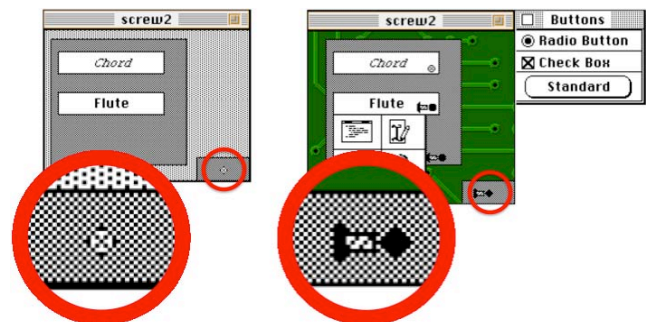 screw2
Chord
Flute
screw2
Chord
Flute
Buttons
Radio Button
Check Box
Standard